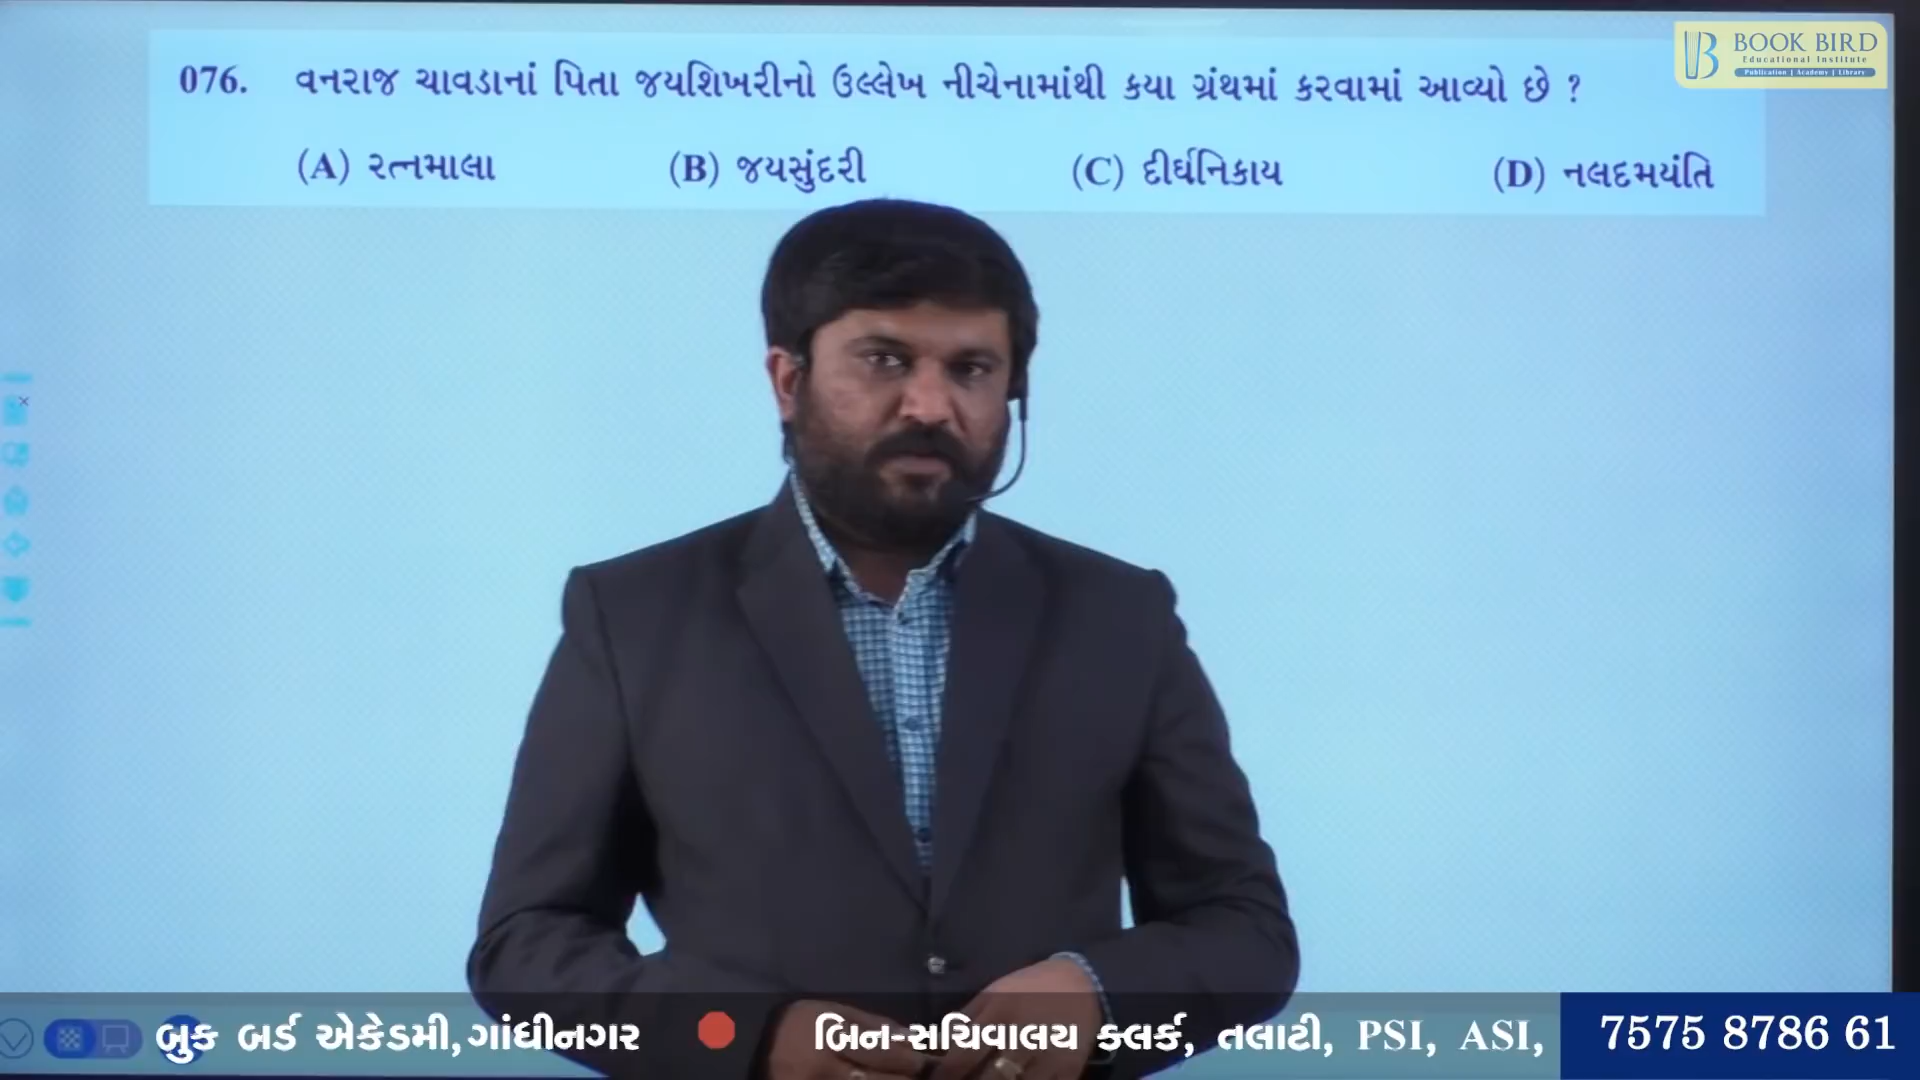 BOOK BIRD
Educational Institute
Publication | Academy | Library
076. વનરાજ ચાવડાનાં પિતા જયશિખરીનો ઉલ્લેખ નીચેનામાંથી કયા ગ્રંથમાં કરવામાં આવ્યો છે ?
(A) રત્નમાલા (B) જયસુંદરી (C) દીર્ઘનિકાય (D) નલદમયંતિ
બુક બર્ડ એકેડમી,ગાંધીનગર બિન-સચિવાલય ક્લર્ક, તલાટી, PSI, ASI, 7575 8786 61